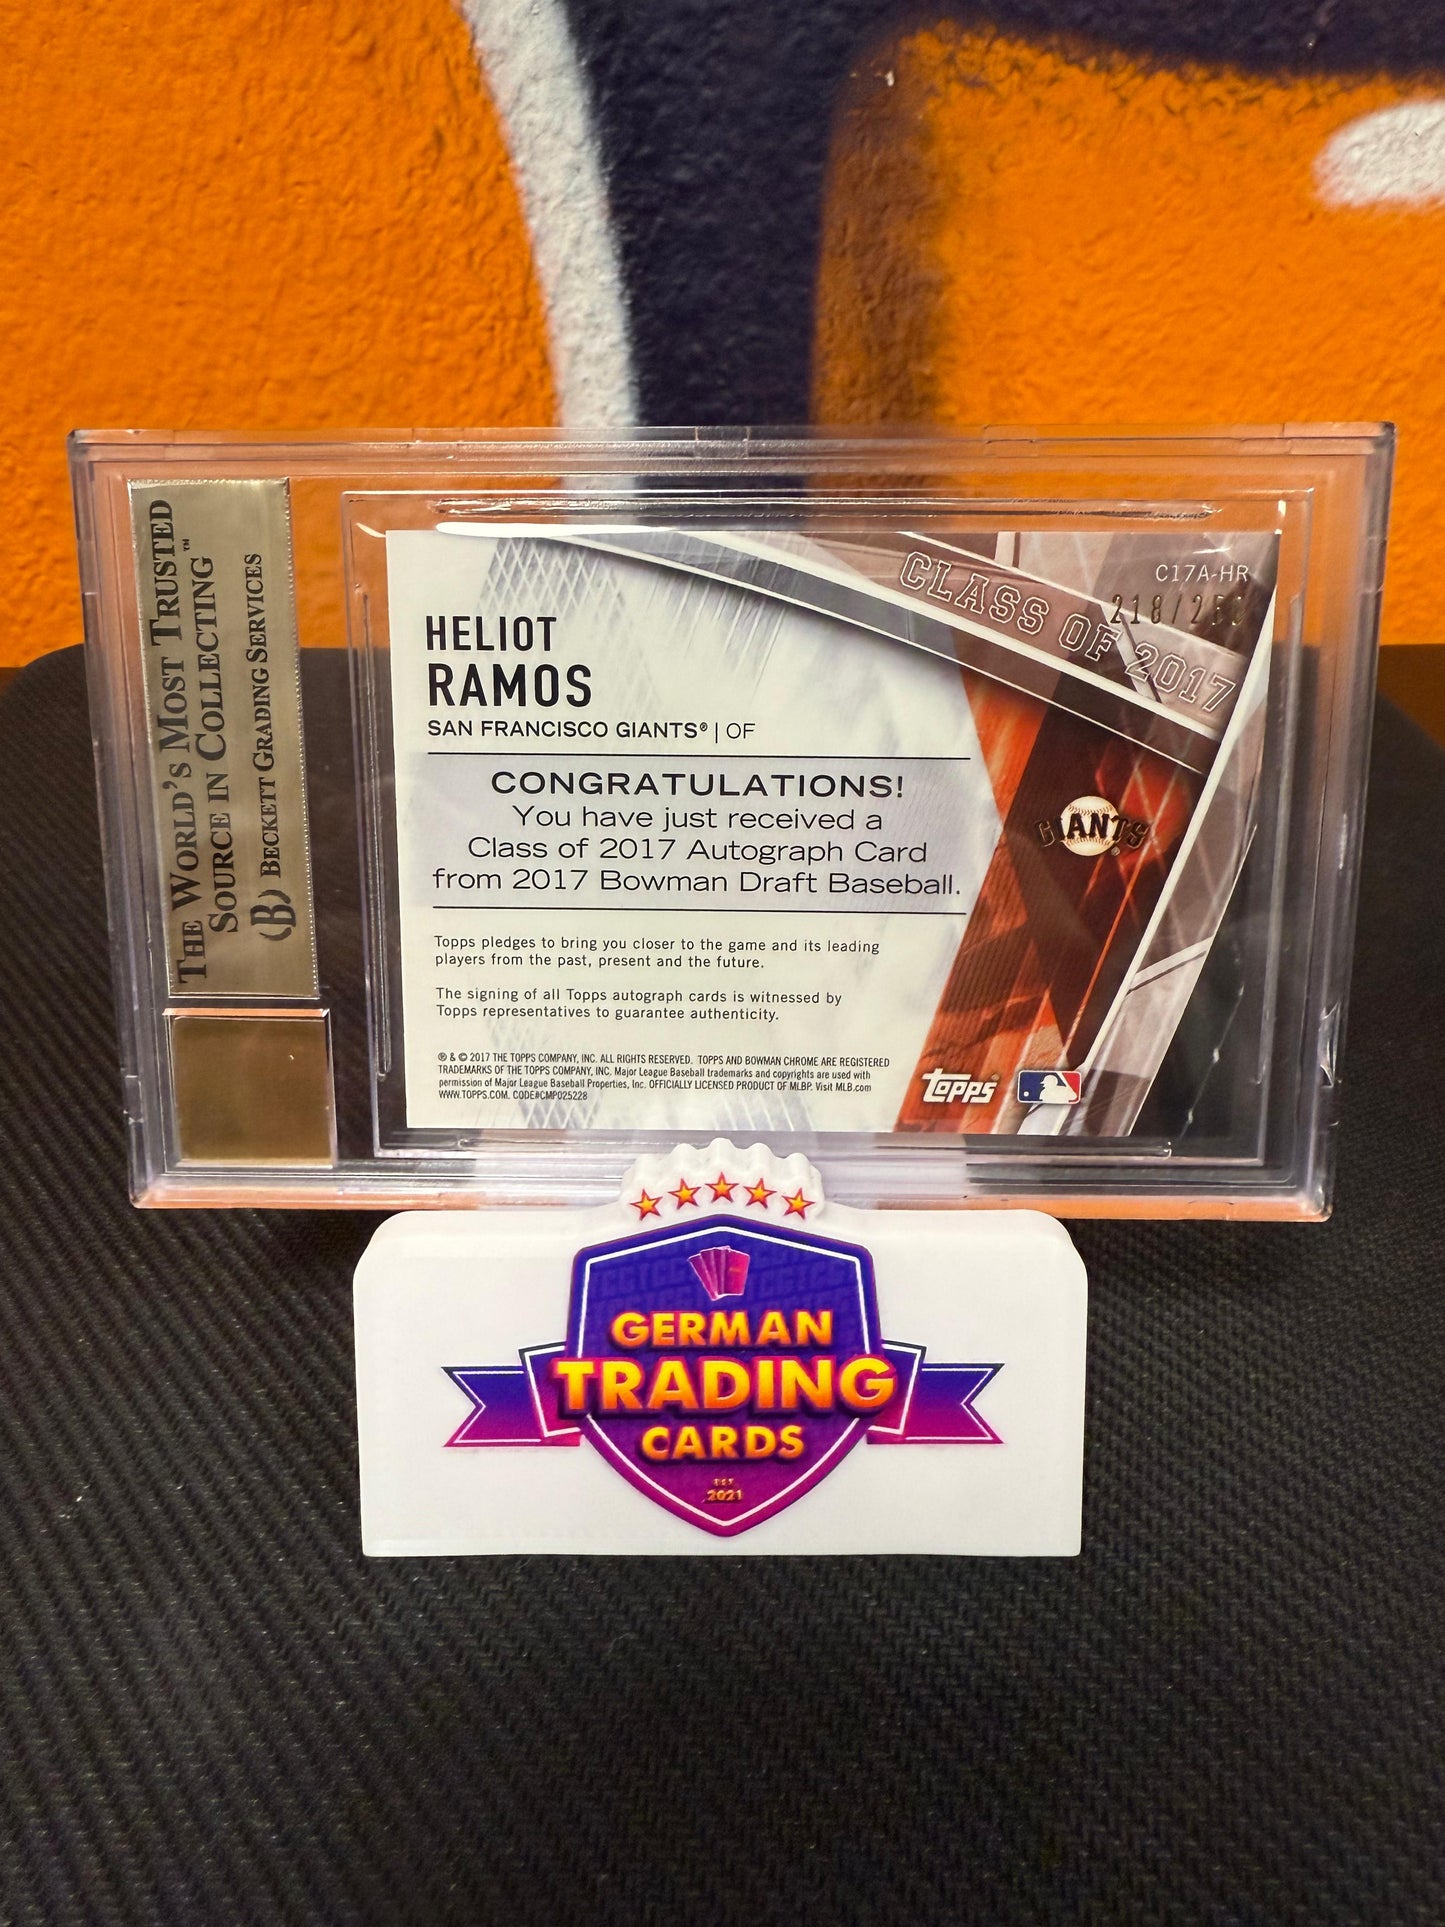 THE WORLD'S MOST TRUSTED™
SOURCE IN COLLECTING
BECKETT GRADING SERVICES
C17A-HR
CLASS OF 2017
HELIOT
RAMOS
SAN FRANCISCO GIANTS® | OF
CONGRATULATIONS!
You have just received a
Class of 2017 Autograph Card
from 2017 Bowman Draft Baseball.
GIANTS
Topps pledges to bring you closer to the game and its leading
players from the past, present and the future.
The signing of all Topps autograph cards is witnessed by
Topps representatives to guarantee authenticity.
® & © 2017 THE TOPPS COMPANY, INC. ALL RIGHTS RESERVED. TOPPS AND BOWMAN CHROME ARE REGISTERED
TRADEMARKS OF THE TOPPS COMPANY, INC. Major League Baseball trademarks and copyrights are used with
permission of Major League Baseball Properties, Inc. OFFICIALLY LICENSED PRODUCT OF MLBP. Visit MLB.com
WWW.TOPPS.COM. CODE#CMP025228
topps
GERMAN
TRADING
CARDS
EST.
2021